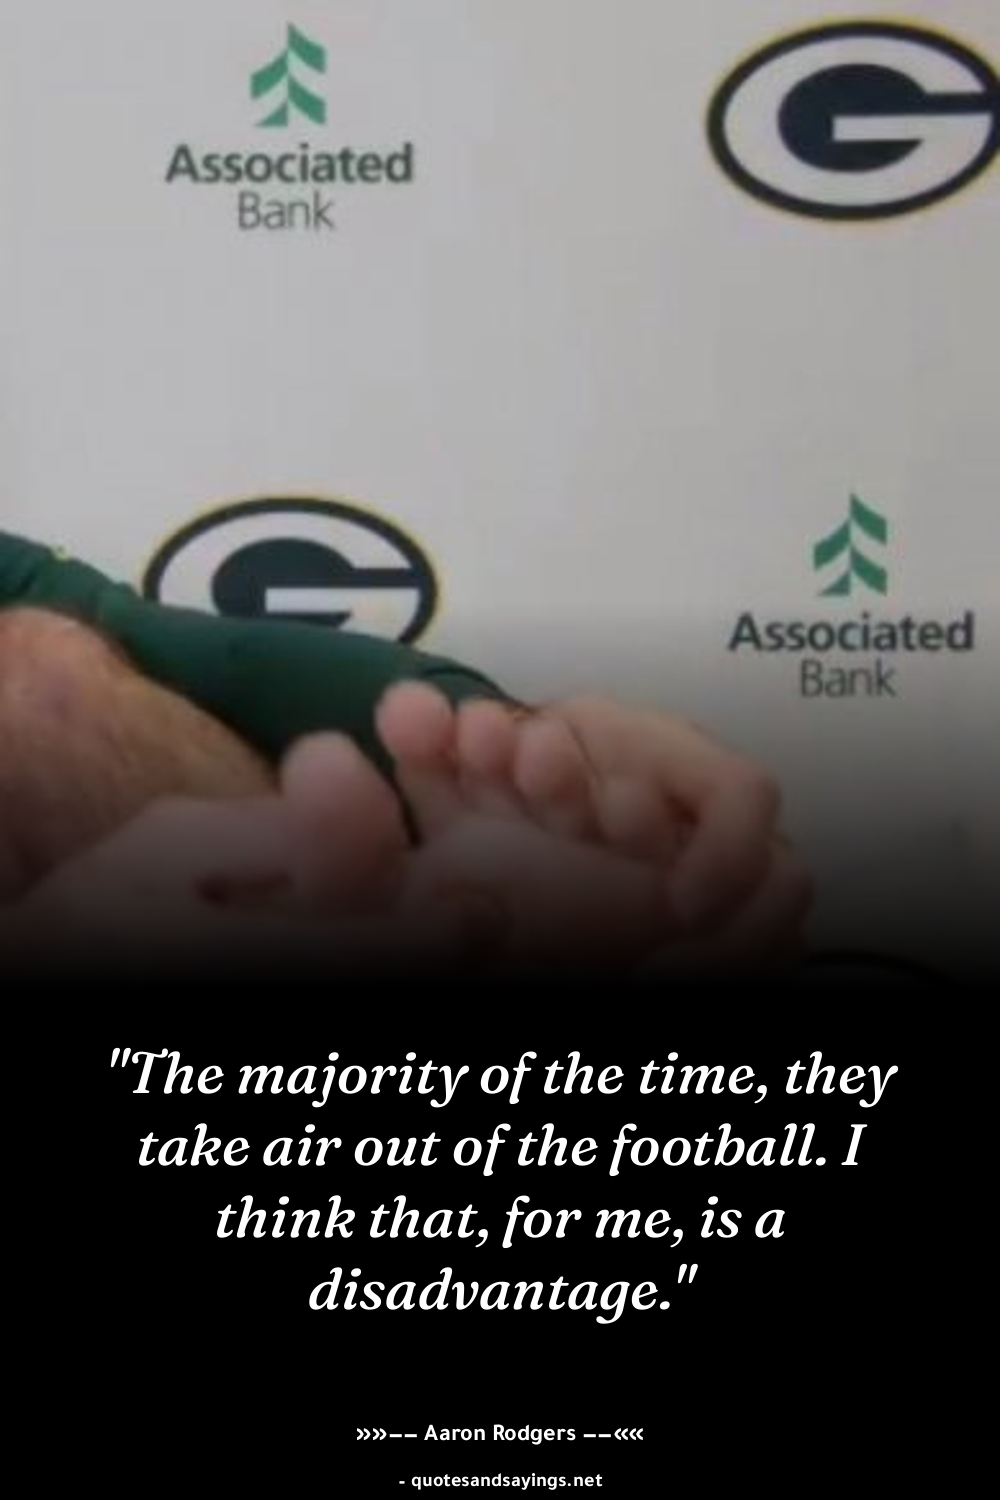 Associated
Bank
G
G
Associated
Bank
"The majority of the time, they
take air out of the football. I
think that, for me, is a
disadvantage."
»»–– Aaron Rodgers ––««
- quotesandsayings.net